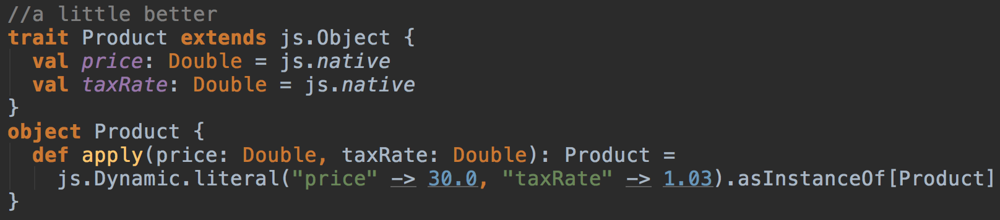 //a little better
trait Product extends js.Object {
  val price: Double = js.native
  val taxRate: Double = js.native
}
object Product {
  def apply(price: Double, taxRate: Double): Product =
    js.Dynamic.literal("price" -> 30.0, "taxRate" -> 1.03).asInstanceOf[Product]
}